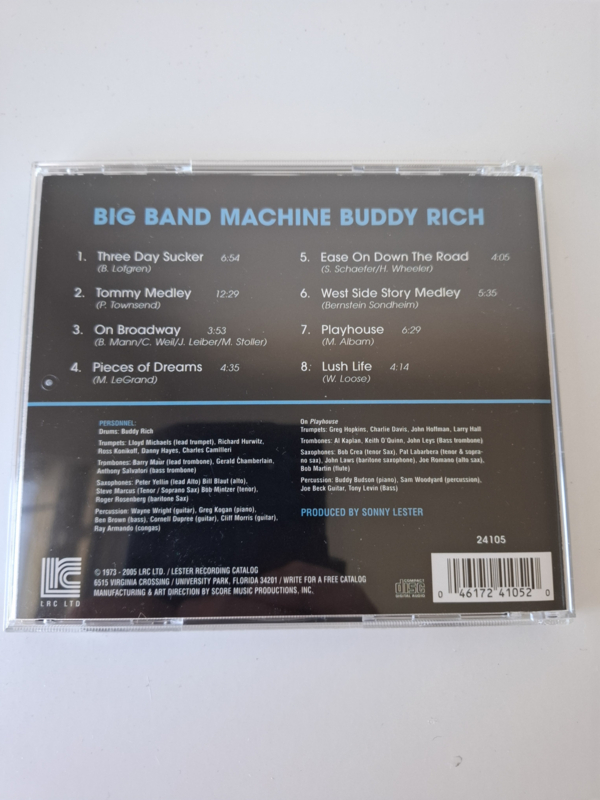 BIG BAND MACHINE BUDDY RICH
1. Three Day Sucker 6:54
(B. Lofgren)
2. Tommy Medley 12:29
(P. Townsend)
3. On Broadway 3:53
(B. Mann/C. Weil/J. Leiber/M. Stoller)
4. Pieces of Dreams 4:35
(M. LeGrand)
5. Ease On Down The Road 4:05
(S. Schaefer/H. Wheeler)
6. West Side Story Medley 5:35
(Bernstein Sondheim)
7. Playhouse 6:29
(M. Albam)
8. Lush Life 4:14
(W. Loose)
PERSONNEL:
Drums: Buddy Rich
Trumpets: Lloyd Michaels (lead trumpet), Richard Hurwitz,
Ross Konikoff, Danny Hayes, Charles Camilleri
Trombones: Barry Maur (lead trombone), Gerald Chamberlain,
Anthony Salvatori (bass trombone)
Saxophones: Peter Yellin (lead Alto) Bill Blaut (alto),
Steve Marcus (Tenor / Soprano Sax) Bob Mintzer (tenor),
Roger Rosenberg (baritone Sax)
Percussion: Wayne Wright (guitar), Greg Kogan (piano),
Ben Brown (bass), Cornell Dupree (guitar), Cliff Morris (guitar),
Ray Armando (congas)
On Playhouse
Trumpets: Greg Hopkins, Charlie Davis, John Hoffman, Larry Hall
Trombones: Al Kaplan, Keith O'Quinn, John Leys (Bass trombone)
Saxophones: Bob Crea (tenor Sax), Pat Labarbera (tenor & sopra-
no sax), John Laws (baritone saxophone), Joe Romano (alto sax),
Bob Martin (flute)
Percussion: Buddy Budson (piano), Sam Woodyard (percussion),
Joe Beck Guitar, Tony Levin (Bass)
PRODUCED BY SONNY LESTER
24105
LRC LTD
© 1973 - 2005 LRC LTD. / LESTER RECORDING CATALOG
6515 VIRGINIA CROSSING / UNIVERSITY PARK, FLORIDA 34201 / WRITE FOR A FREE CATALOG
MANUFACTURING & ART DIRECTION BY SCORE MUSIC PRODUCTIONS, INC.
COMPACT
disc
DIGITAL AUDIO
0 46172 41052 0